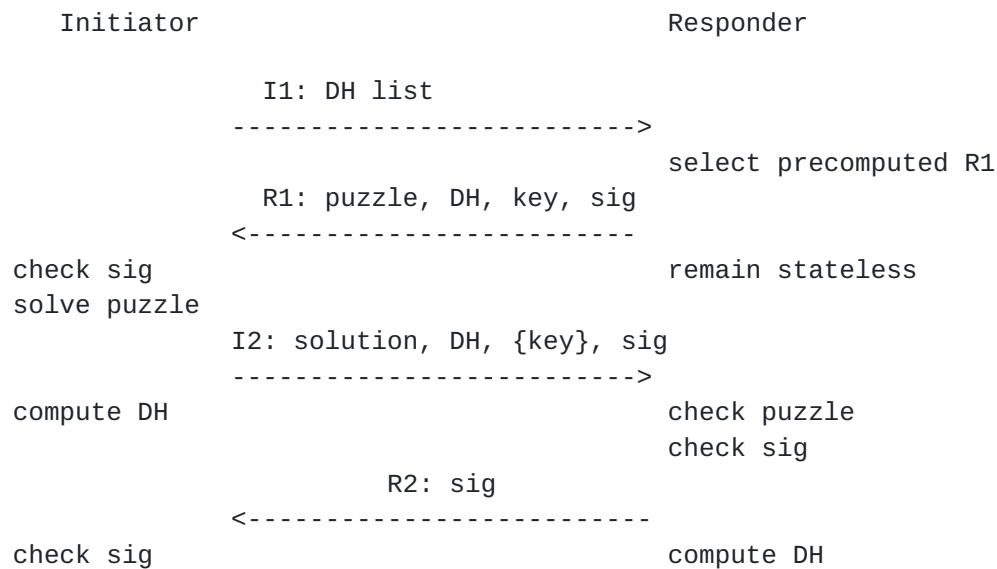 Initiator Responder
I1: DH list
-------------------------->
select precomputed R1
R1: puzzle, DH, key, sig
<-------------------------
check sig remain stateless
solve puzzle
I2: solution, DH, {key}, sig
-------------------------->
compute DH check puzzle
check sig
R2: sig
<--------------------------
check sig compute DH